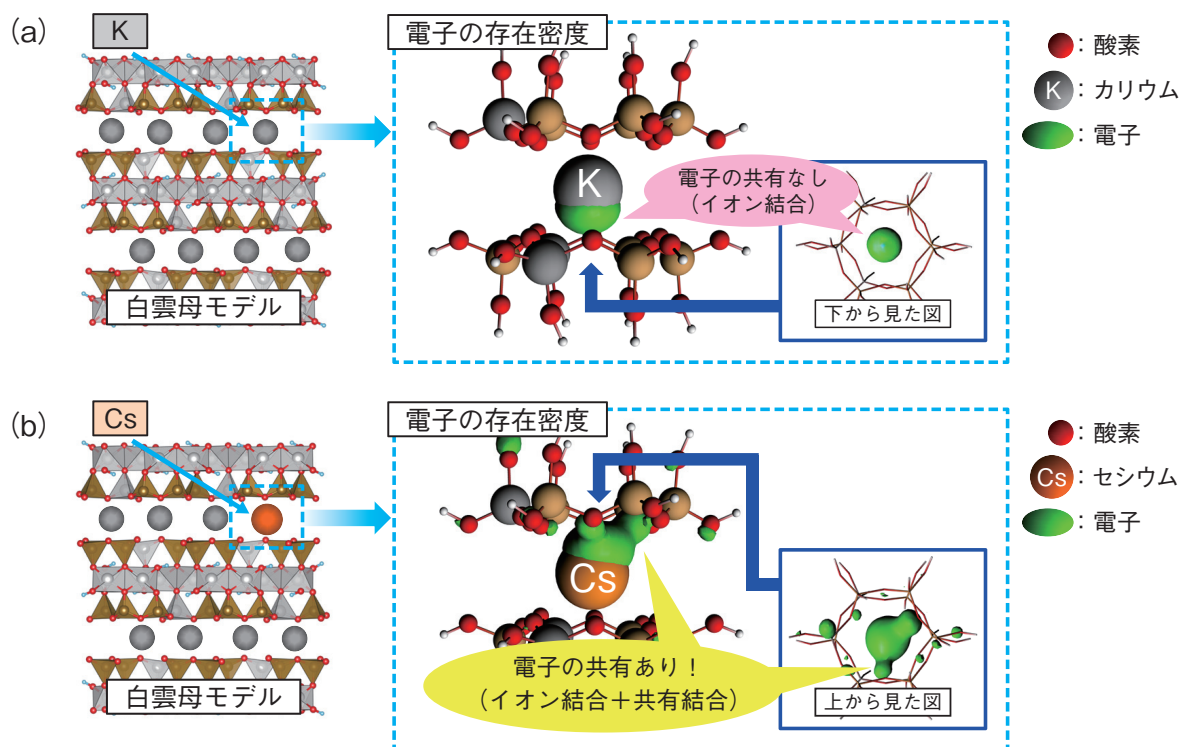 (a)
K
白雲母モデル
電子の存在密度
K
電子の共有なし
(イオン結合)
下から見た図
：酸素
K：カリウム
：電子
(b)
Cs
白雲母モデル
電子の存在密度
Cs
電子の共有あり！
(イオン結合＋共有結合)
上から見た図
：酸素
Cs：セシウム
：電子